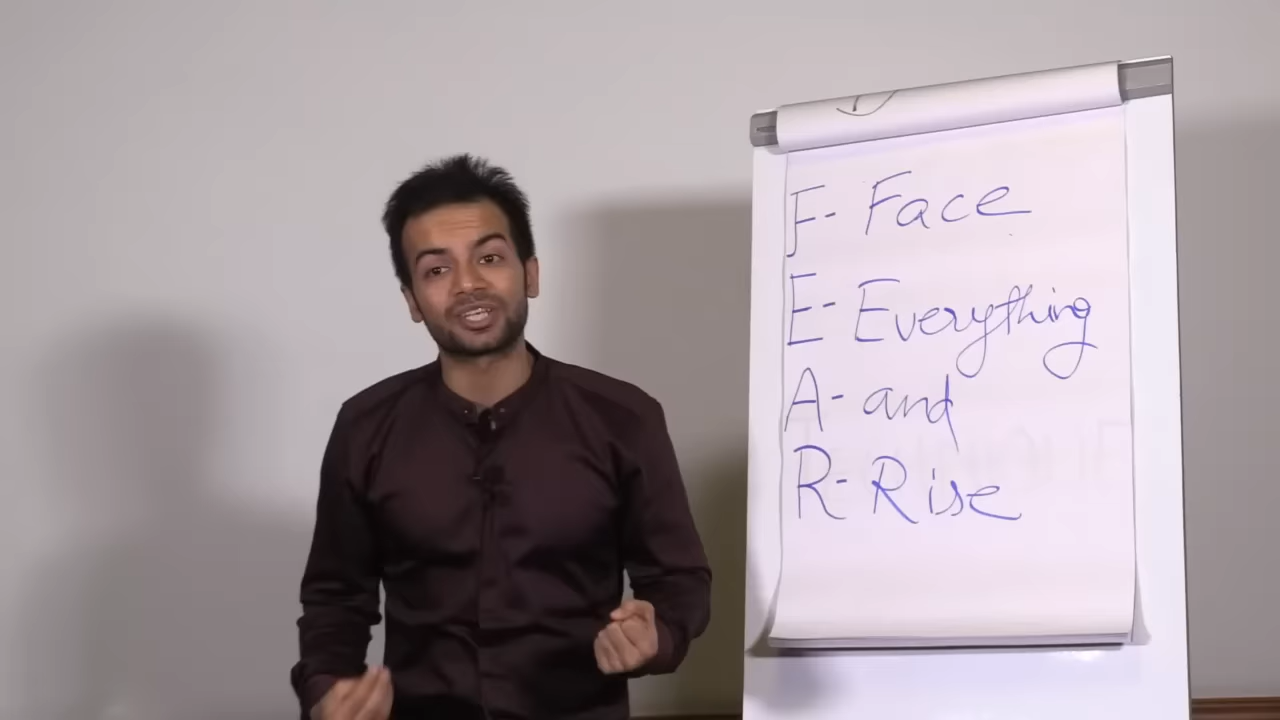 F- Face
E- Everything
A- and
R- Rise